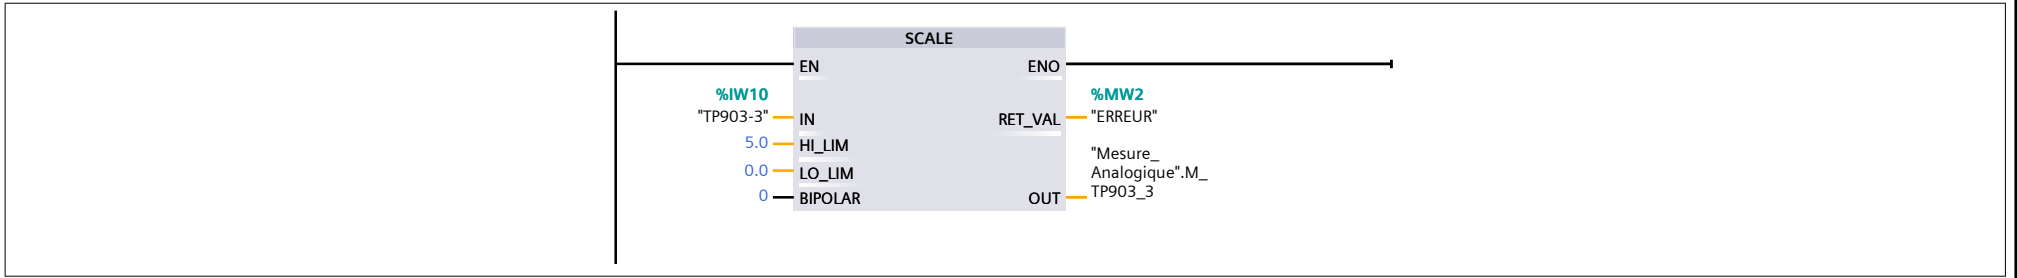 SCALE
EN
ENO
%IW10
%MW2
"TP903-3"
IN
RET_VAL
"ERREUR"
5.0
HI_LIM
"Mesure_
Analogique".M_
TP903_3
0.0
LO_LIM
0
BIPOLAR
OUT